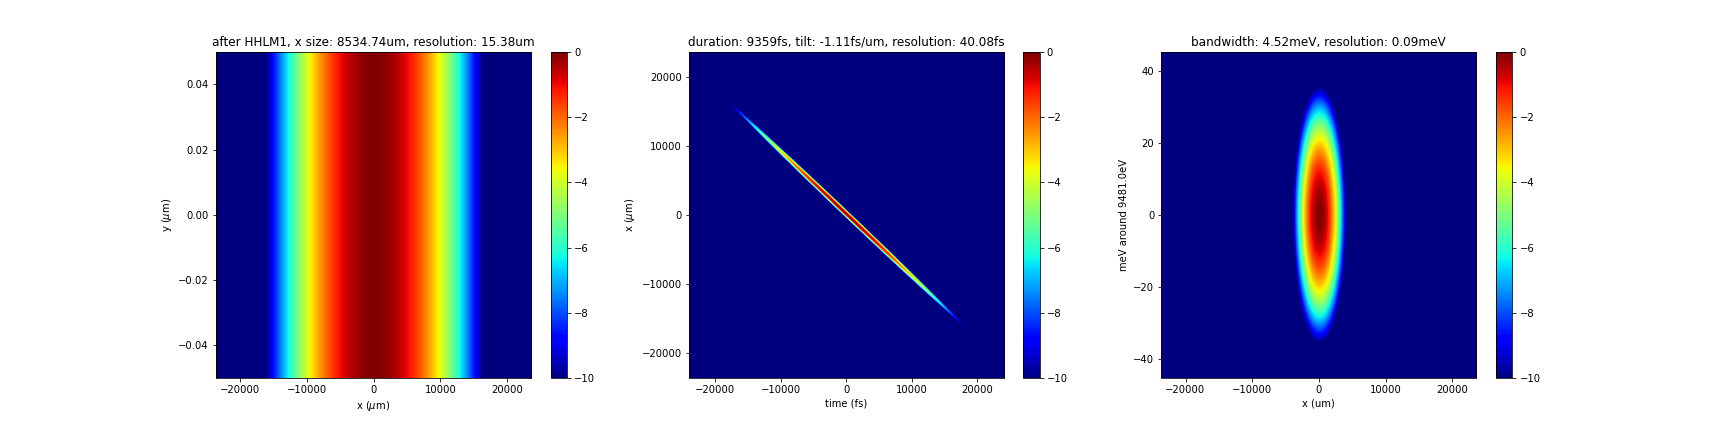 after HHLM1, x size: 8534.74um, resolution: 15.38um
0.04
0.02
0.00
−0.02
−0.04
y (μm)
−20000 −10000 0 10000 20000
x (μm)
0
−2
−4
−6
−8
−10
duration: 9359fs, tilt: -1.11fs/um, resolution: 40.08fs
20000
10000
0
−10000
−20000
x (μm)
−20000 −10000 0 10000 20000
time (fs)
0
−2
−4
−6
−8
−10
bandwidth: 4.52meV, resolution: 0.09meV
40
20
0
−20
−40
meV around 9481.0eV
−20000 −10000 0 10000 20000
x (um)
0
−2
−4
−6
−8
−10